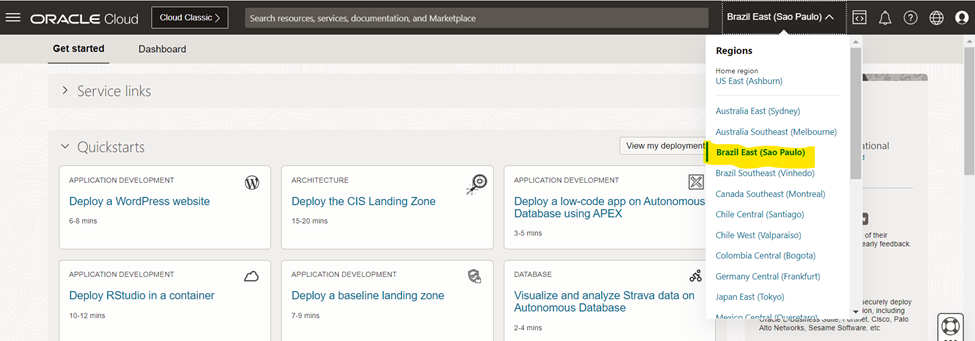 ORACLE Cloud
Cloud Classic >
Search resources, services, documentation, and Marketplace
Brazil East (Sao Paulo)
Get started
Dashboard
Service links
Quickstarts
View my deployment
APPLICATION DEVELOPMENT
Deploy a WordPress website
6-8 mins
ARCHITECTURE
Deploy the CIS Landing Zone
15-20 mins
APPLICATION DEVELOPMENT
Deploy a low-code app on Autonomous
Database using APEX
3-5 mins
APPLICATION DEVELOPMENT
Deploy RStudio in a container
10-12 mins
APPLICATION DEVELOPMENT
Deploy a baseline landing zone
7-9 mins
DATABASE
Visualize and analyze Strava data on
Autonomous Database
2-4 mins
Regions
Home region
US East (Ashburn)
Australia East (Sydney)
Australia Southeast (Melbourne)
Brazil East (Sao Paulo)
Brazil Southeast (Vinhedo)
Canada Southeast (Montreal)
Chile Central (Santiago)
Chile West (Valparaiso)
Colombia Central (Bogota)
Germany Central (Frankfurt)
Japan East (Tokyo)
Mexico Central (Queretaro)
ational
of their
early feedback.
securely deploy
ion, including
Oracle E-Business Suite, Fortinet, Cisco, Palo
Alto Networks, Sesame Software, etc